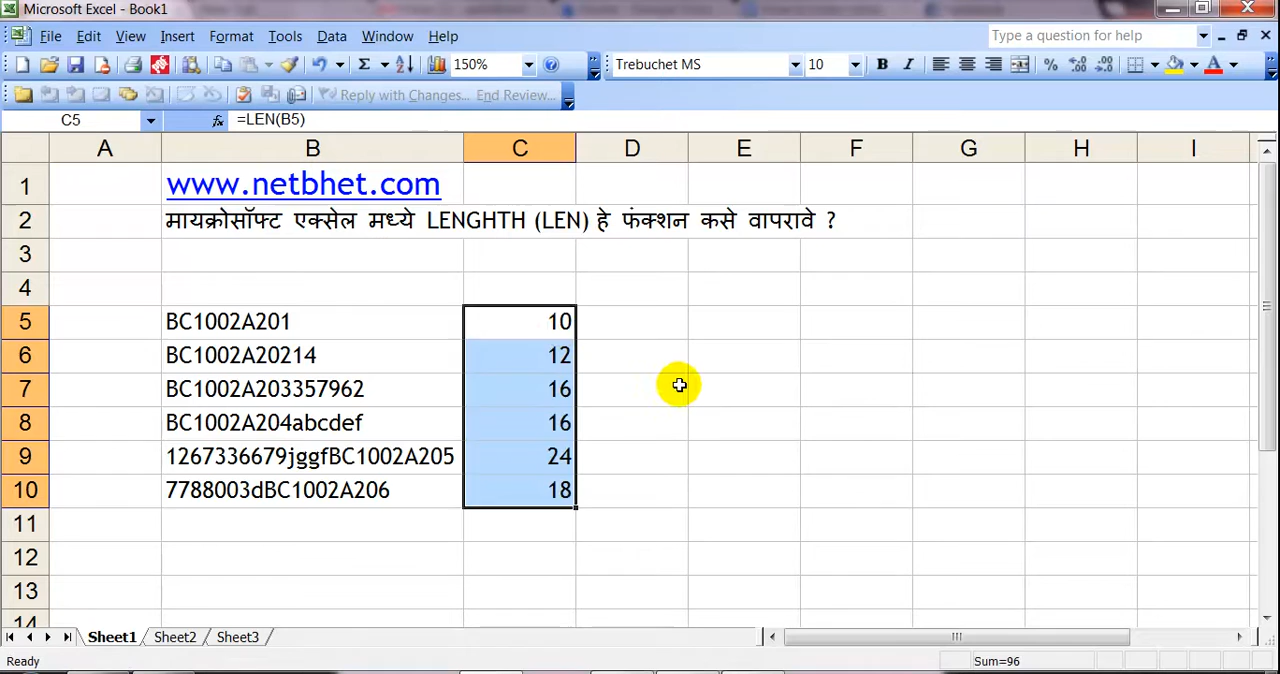 Microsoft Excel - Book1
File Edit View Insert Format Tools Data Window Help Type a question for help
150% Trebuchet MS 10 B I
Reply with Changes... End Review...
C5 fx =LEN(B5)
A B C D E F G H I
1 www.netbhet.com
2 मायक्रोसॉफ्ट एक्सेल मध्ये LENGHTH (LEN) हे फंक्शन कसे वापरावे ?
3
4
5 BC1002A201 10
6 BC1002A20214 12
7 BC1002A203357962 16
8 BC1002A204abcdef 16
9 1267336679jggfBC1002A205 24
10 7788003dBC1002A206 18
11
12
13
14
Sheet1 Sheet2 Sheet3
Ready Sum=96